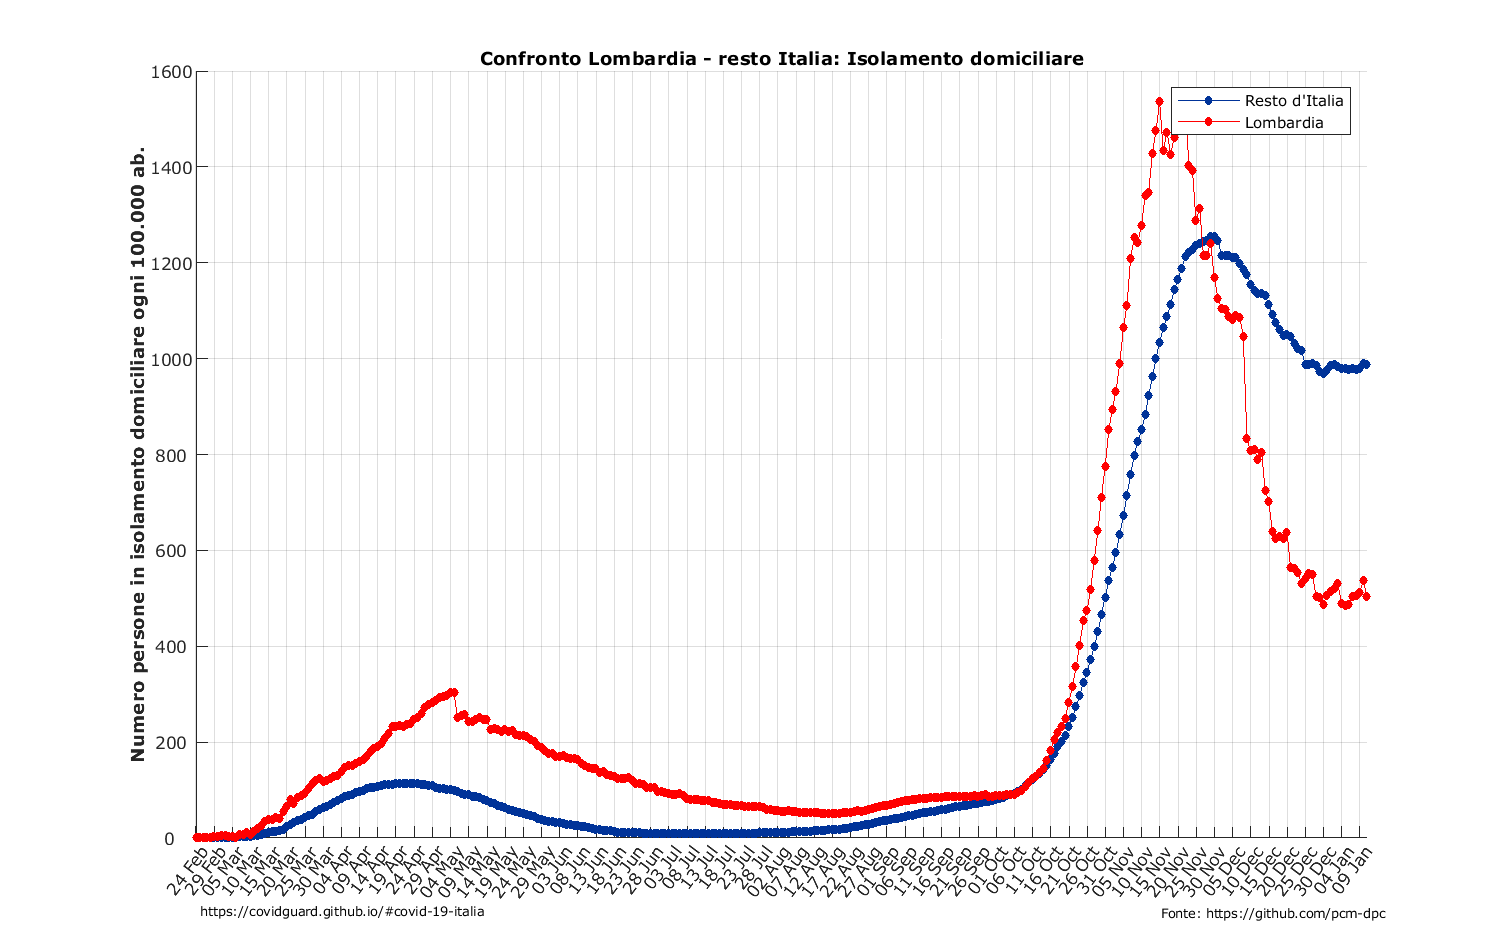 Confronto Lombardia - resto Italia: Isolamento domiciliare
Numero persone in isolamento domiciliare ogni 100.000 ab.
1600
1400
1200
1000
800
600
400
200
0
Resto d'Italia
Lombardia
24 Feb
29 Feb
05 Mar
10 Mar
15 Mar
20 Mar
25 Mar
30 Mar
04 Apr
09 Apr
14 Apr
19 Apr
24 Apr
29 Apr
04 May
09 May
14 May
19 May
24 May
29 May
03 Jun
08 Jun
13 Jun
18 Jun
23 Jun
28 Jun
03 Jul
08 Jul
13 Jul
18 Jul
23 Jul
28 Jul
02 Aug
07 Aug
12 Aug
17 Aug
22 Aug
27 Aug
01 Sep
06 Sep
11 Sep
16 Sep
21 Sep
26 Sep
01 Oct
06 Oct
11 Oct
16 Oct
21 Oct
26 Oct
31 Oct
05 Nov
10 Nov
15 Nov
20 Nov
25 Nov
30 Nov
05 Dec
10 Dec
15 Dec
20 Dec
25 Dec
30 Dec
04 Jan
09 Jan
https://covidguard.github.io/#covid-19-italia
Fonte: https://github.com/pcm-dpc